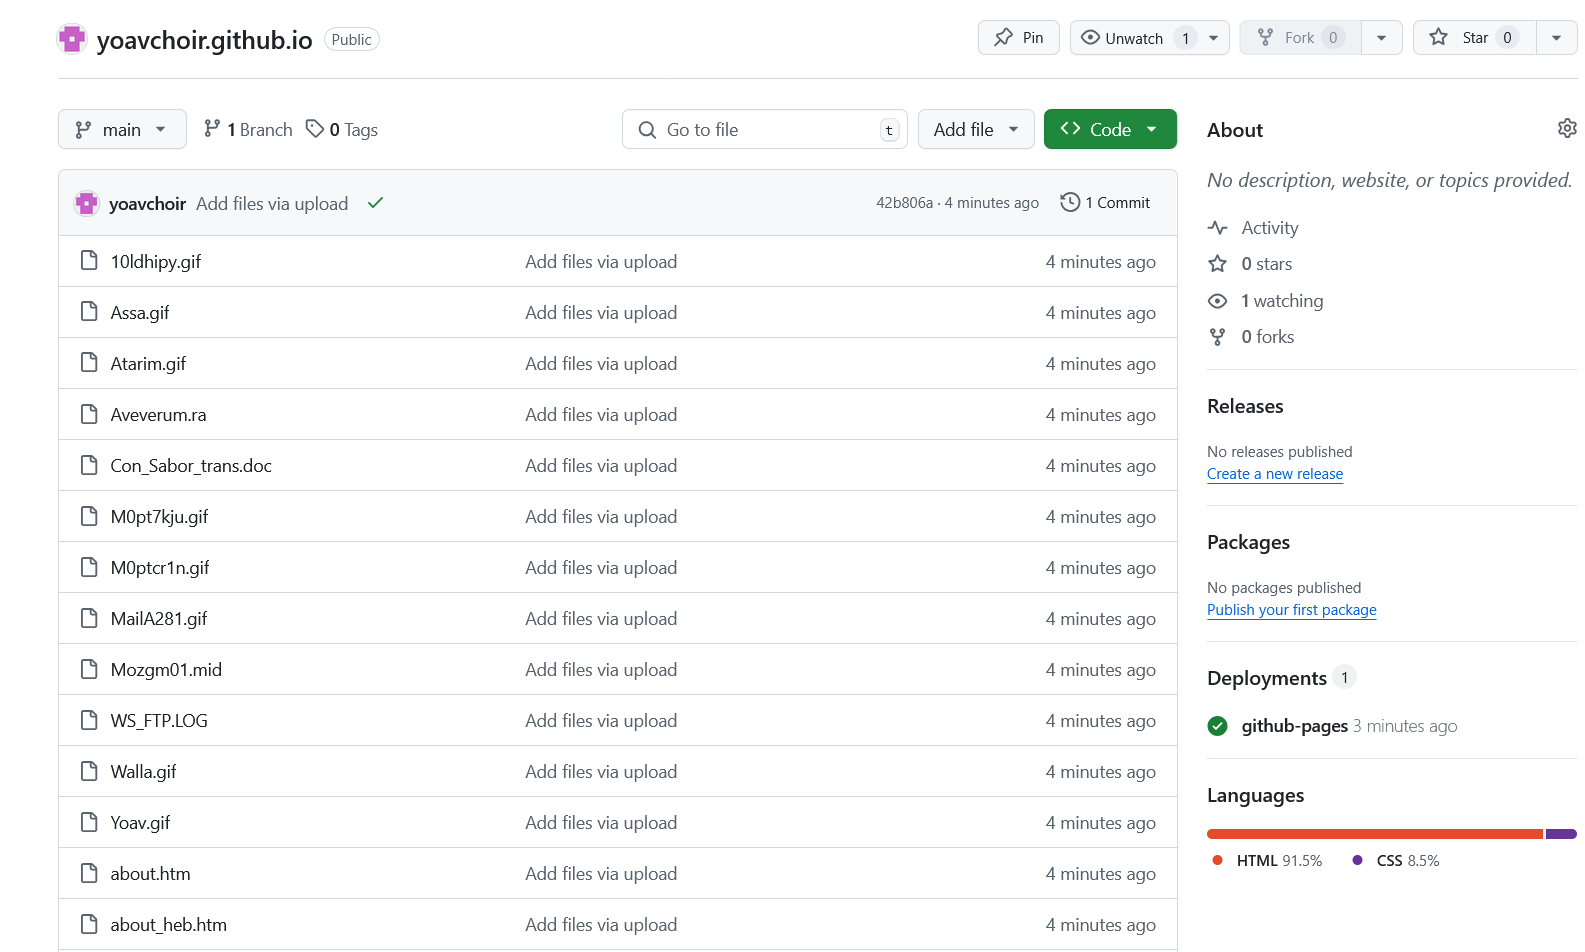 yoavchoir.github.io Public Pin Unwatch 1 Fork 0 Star 0
main 1 Branch 0 Tags Go to file t Add file Code
yoavchoir Add files via upload 42b806a · 4 minutes ago 1 Commit
10ldhipy.gif Add files via upload 4 minutes ago
Assa.gif Add files via upload 4 minutes ago
Atarim.gif Add files via upload 4 minutes ago
Aveverum.ra Add files via upload 4 minutes ago
Con_Sabor_trans.doc Add files via upload 4 minutes ago
M0pt7kju.gif Add files via upload 4 minutes ago
M0ptcr1n.gif Add files via upload 4 minutes ago
MailA281.gif Add files via upload 4 minutes ago
Mozgm01.mid Add files via upload 4 minutes ago
WS_FTP.LOG Add files via upload 4 minutes ago
Walla.gif Add files via upload 4 minutes ago
Yoav.gif Add files via upload 4 minutes ago
about.htm Add files via upload 4 minutes ago
about_heb.htm Add files via upload 4 minutes ago
About
No description, website, or topics provided.
Activity
0 stars
1 watching
0 forks
Releases
No releases published
Create a new release
Packages
No packages published
Publish your first package
Deployments 1
github-pages 3 minutes ago
Languages
HTML 91.5% CSS 8.5%